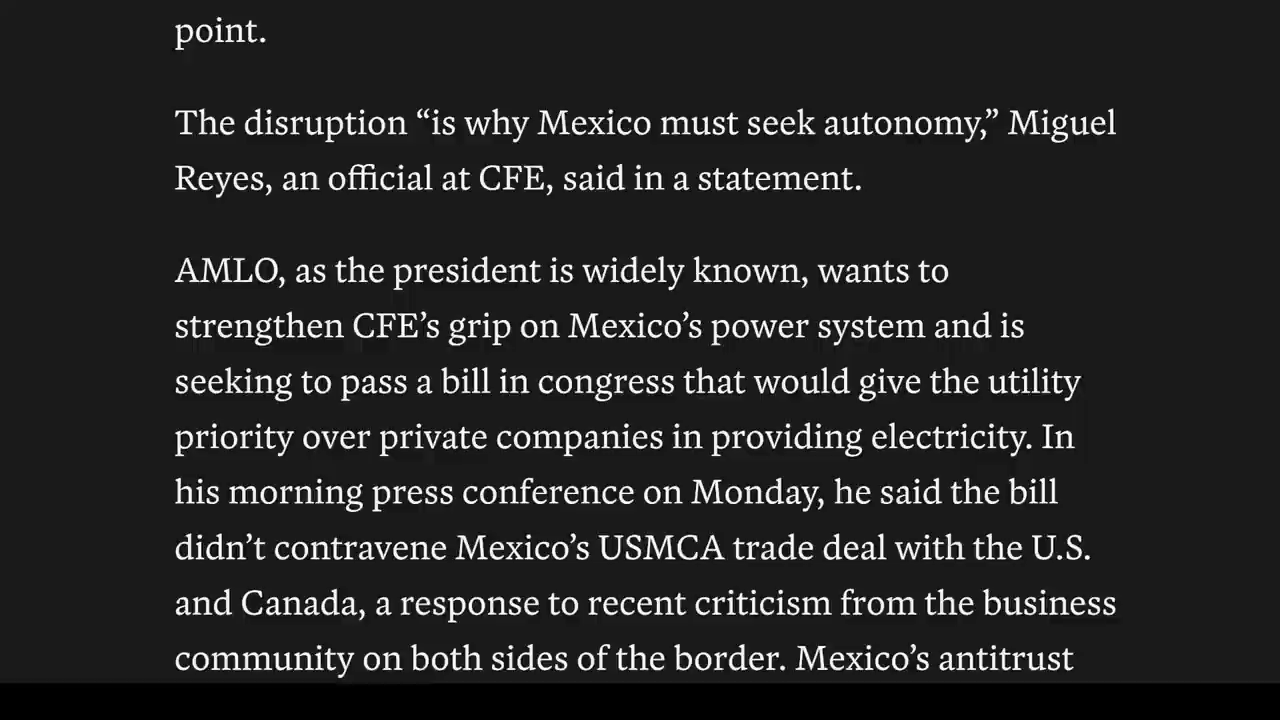 point.
The disruption “is why Mexico must seek autonomy,” Miguel
Reyes, an official at CFE, said in a statement.
AMLO, as the president is widely known, wants to
strengthen CFE’s grip on Mexico’s power system and is
seeking to pass a bill in congress that would give the utility
priority over private companies in providing electricity. In
his morning press conference on Monday, he said the bill
didn’t contravene Mexico’s USMCA trade deal with the U.S.
and Canada, a response to recent criticism from the business
community on both sides of the border. Mexico’s antitrust